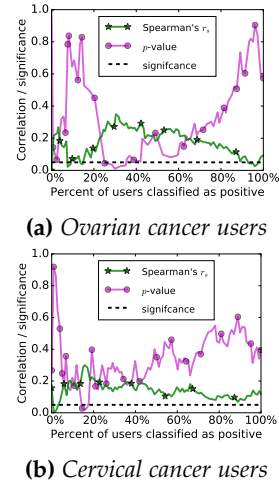 1.0
0.8
0.6
0.4
0.2
0.0
Correlation / significance
Spearman's rₛ
p-value
signifcance
0% 20% 40% 60% 80% 100%
Percent of users classified as positive
(a) Ovarian cancer users
1.0
0.8
0.6
0.4
0.2
0.0
Correlation / significance
Spearman's rₛ
p-value
signifcance
0% 20% 40% 60% 80% 100%
Percent of users classified as positive
(b) Cervical cancer users